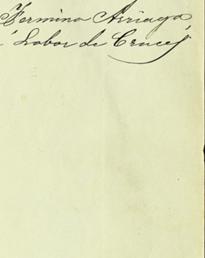 Fermina Arriaga
Labor de Cruces